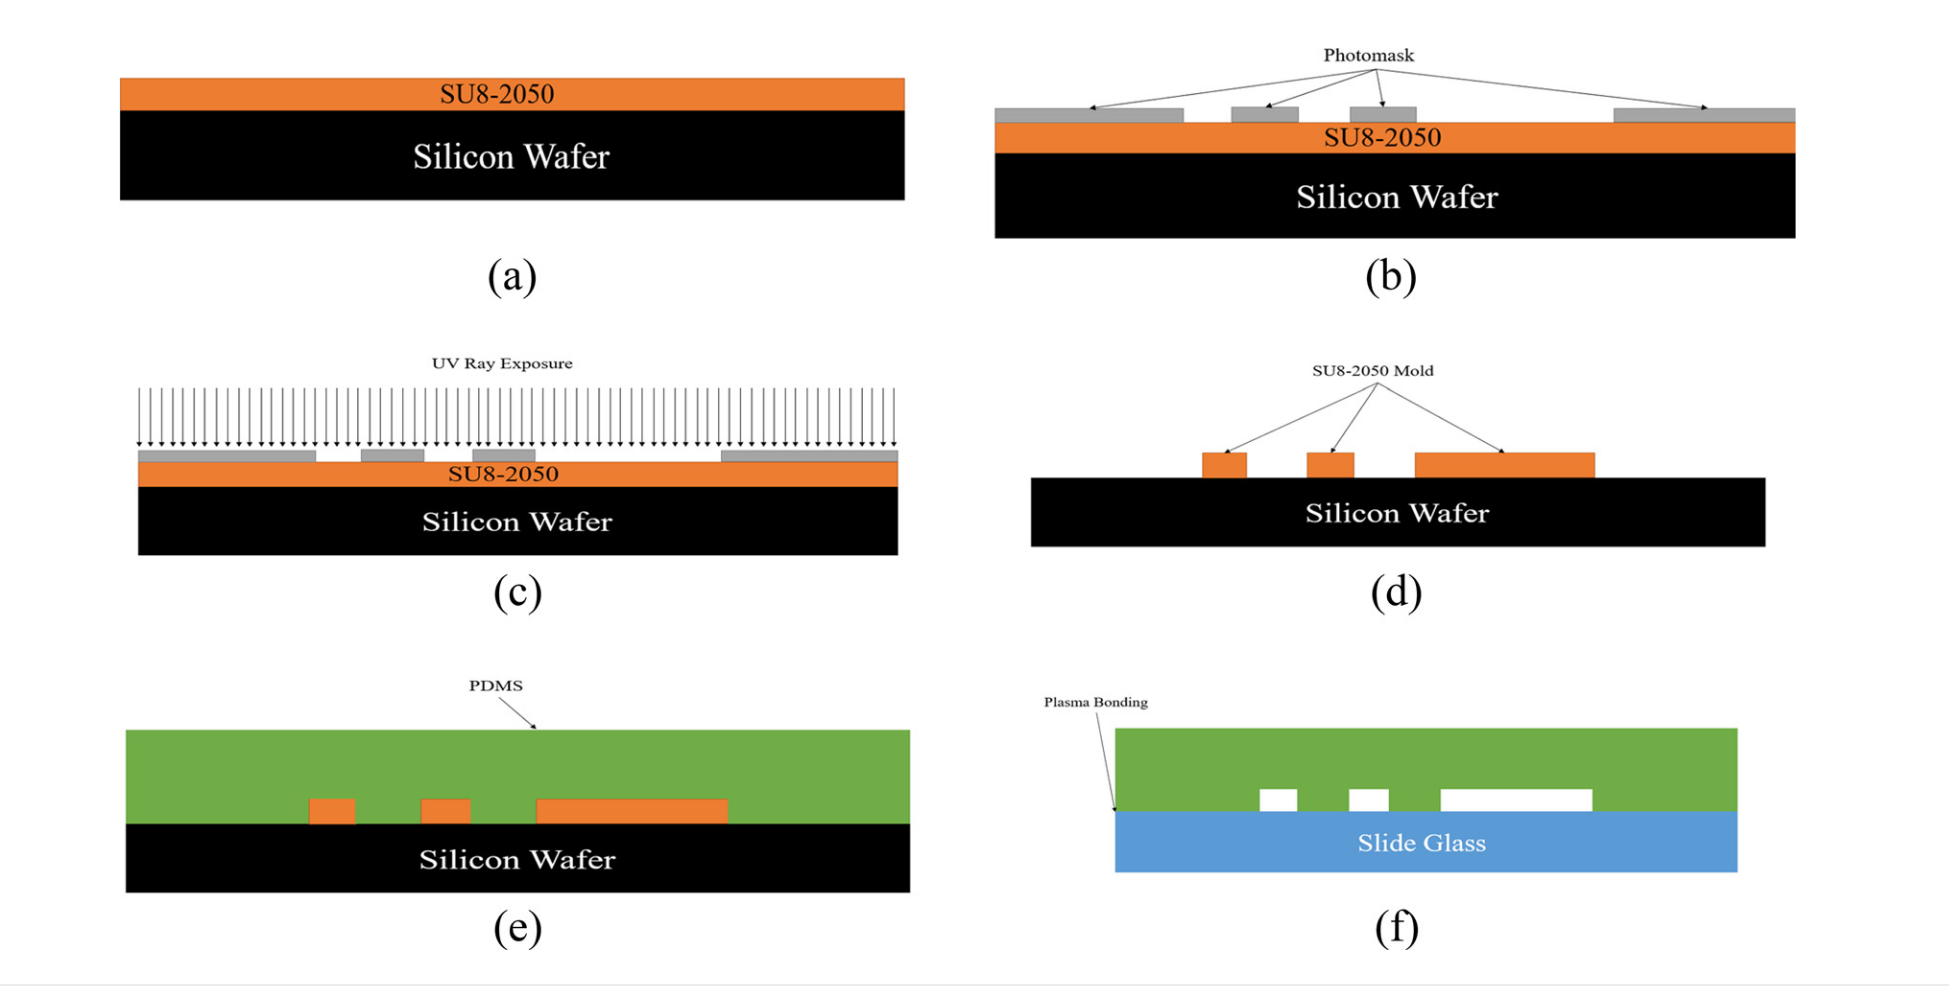 SU8-2050
Silicon Wafer
(a)
Photomask
SU8-2050
Silicon Wafer
(b)
UV Ray Exposure
SU8-2050
Silicon Wafer
(c)
SU8-2050 Mold
Silicon Wafer
(d)
PDMS
Silicon Wafer
(e)
Plasma Bonding
Slide Glass
(f)